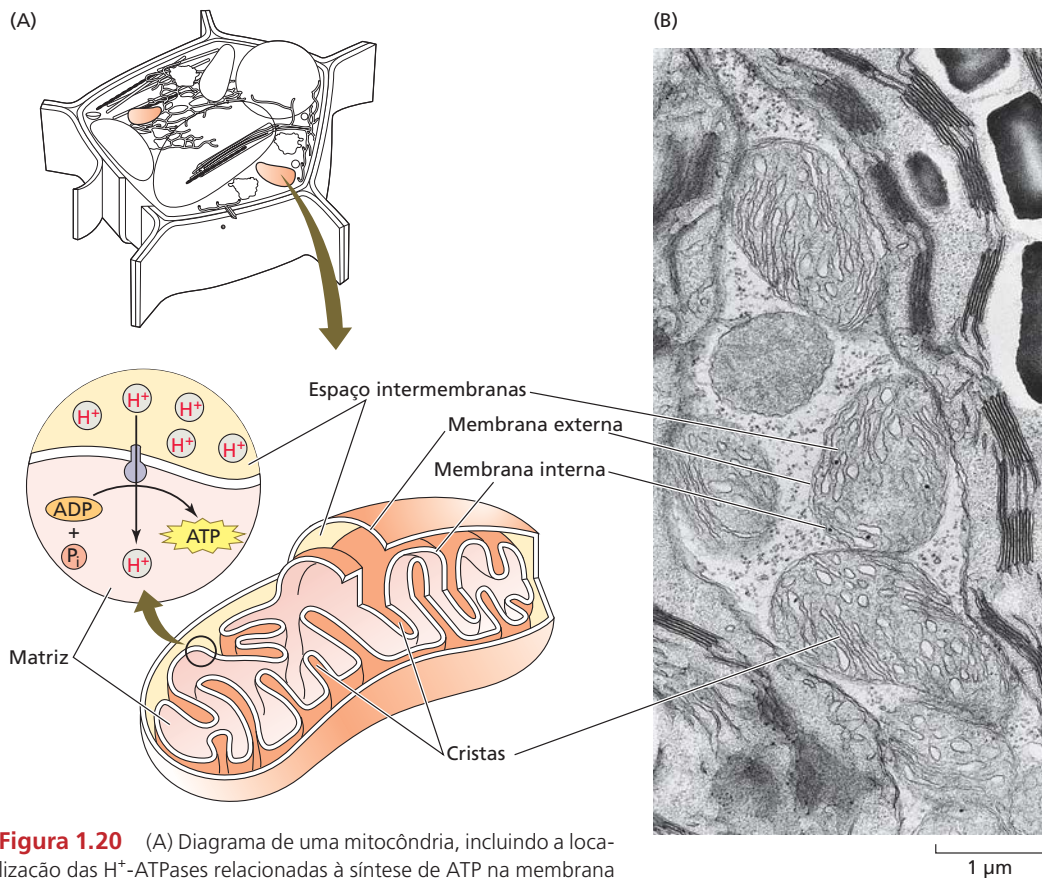 (A)
(B)
Espaço intermembranas
Membrana externa
Membrana interna
H⁺
H⁺
H⁺
H⁺
H⁺
ADP
+
Pᵢ
ATP
H⁺
Matriz
Cristas
Figura 1.20 (A) Diagrama de uma mitocôndria, incluindo a loca-
lização das H⁺-ATPases relacionadas à síntese de ATP na membrana
1 µm